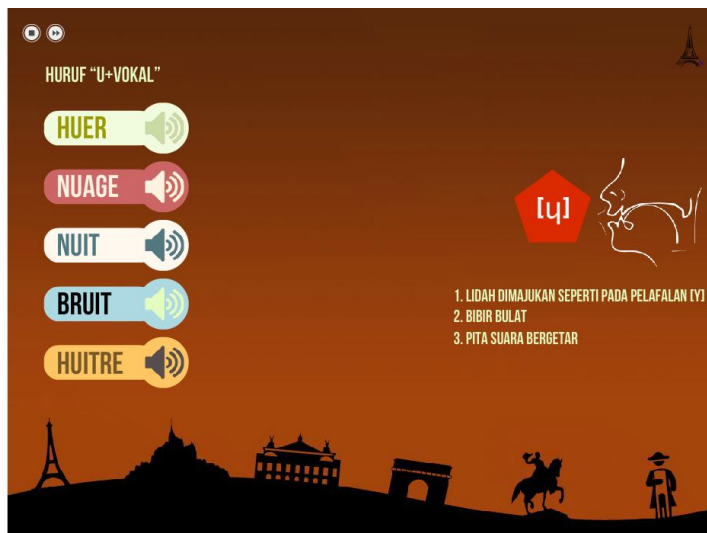 HURUF “U+VOKAL”
HUER
NUAGE
NUIT
BRUIT
HUITRE
[ɥ]
1. LIDAH DIMAJUKAN SEPERTI PADA PELAFALAN [Y]
2. BIBIR BULAT
3. PITA SUARA BERGETAR